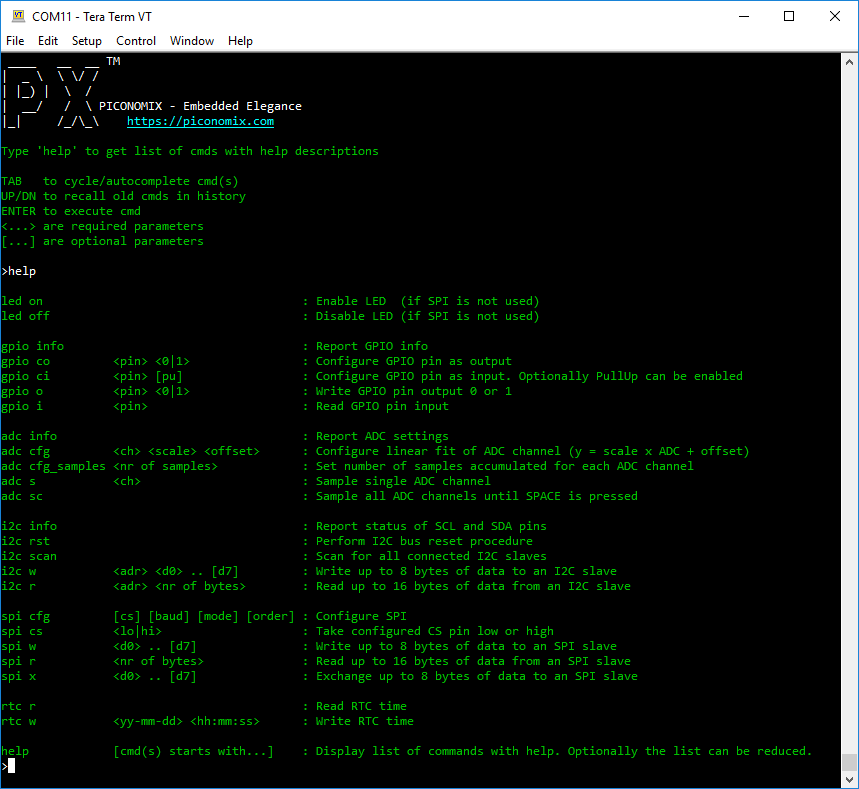 COM11 - Tera Term VT
File Edit Setup Control Window Help
TM
PX
PICONOMIX - Embedded Elegance
https://piconomix.com
Type 'help' to get list of cmds with help descriptions
TAB   to cycle/autocomplete cmd(s)
UP/DN to recall old cmds in history
ENTER to execute cmd
<...> are required parameters
[...] are optional parameters
>help
led on                                     : Enable LED  (if SPI is not used)
led off                                    : Disable LED (if SPI is not used)
gpio info                                  : Report GPIO info
gpio co         <pin> <0|1>                : Configure GPIO pin as output
gpio ci         <pin> [pu]                 : Configure GPIO pin as input. Optionally PullUp can be enabled
gpio o          <pin> <0|1>                : Write GPIO pin output 0 or 1
gpio i          <pin>                      : Read GPIO pin input
adc info                                   : Report ADC settings
adc cfg         <ch> <scale> <offset>      : Configure linear fit of ADC channel (y = scale x ADC + offset)
adc cfg_samples <nr of samples>            : Set number of samples accumulated for each ADC channel
adc s           <ch>                       : Sample single ADC channel
adc sc                                     : Sample all ADC channels until SPACE is pressed
i2c info                                   : Report status of SCL and SDA pins
i2c rst                                    : Perform I2C bus reset procedure
i2c scan                                   : Scan for all connected I2C slaves
i2c w           <adr> <d0> .. [d7]         : Write up to 8 bytes of data to an I2C slave
i2c r           <adr> <nr of bytes>        : Read up to 16 bytes of data from an I2C slave
spi cfg         [cs] [baud] [mode] [order] : Configure SPI
spi cs          <lo|hi>                    : Take configured CS pin low or high
spi w           <d0> .. [d7]               : Write up to 8 bytes of data to an SPI slave
spi r           <nr of bytes>              : Read up to 16 bytes of data from an SPI slave
spi x           <d0> .. [d7]               : Exchange up to 8 bytes of data to an SPI slave
rtc r                                      : Read RTC time
rtc w           <yy-mm-dd> <hh:mm:ss>      : Write RTC time
help            [cmd(s) starts with...]    : Display list of commands with help. Optionally the list can be reduced.
>